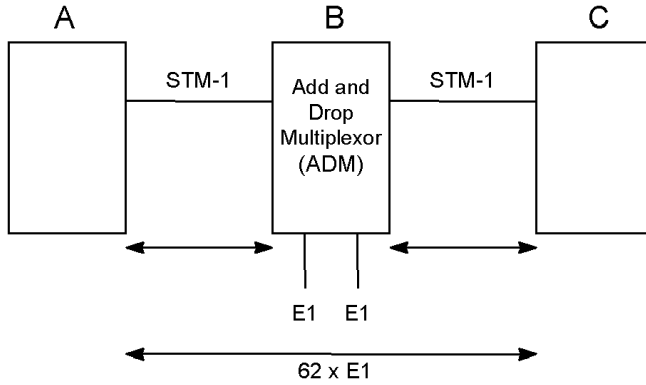 A
B
C
STM-1
STM-1
Add and
Drop
Multiplexor
(ADM)
E1
E1
62 x E1